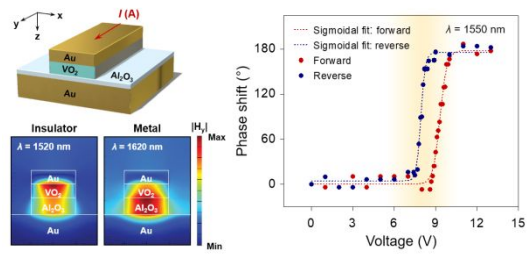 y
x
z
I (A)
Au
VO₂
Al₂O₃
Au
Insulator
Metal
|Hᵧ|
Max
λ = 1520 nm
λ = 1620 nm
Au
VO₂
Al₂O₃
Au
Au
VO₂
Al₂O₃
Au
Min
Sigmoidal fit: forward
Sigmoidal fit: reverse
Forward
Reverse
λ = 1550 nm
Phase shift (°)
180
120
60
0
0
3
6
9
12
15
Voltage (V)